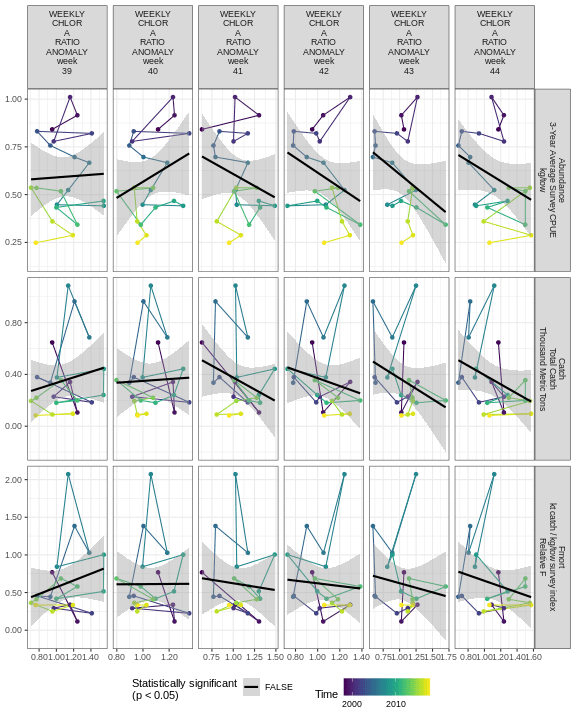 WEEKLY
CHLOR
A
RATIO
ANOMALY
week
39
WEEKLY
CHLOR
A
RATIO
ANOMALY
week
40
WEEKLY
CHLOR
A
RATIO
ANOMALY
week
41
WEEKLY
CHLOR
A
RATIO
ANOMALY
week
42
WEEKLY
CHLOR
A
RATIO
ANOMALY
week
43
WEEKLY
CHLOR
A
RATIO
ANOMALY
week
44
1.00
0.75
0.50
0.25
Abundance
3-Year Average Survey CPUE
kg/tow
0.80
0.40
0.00
Catch
Total Catch
Thousand Metric Tons
2.00
1.50
1.00
0.50
0.00
Fmort
kt catch / kg/tow survey index
Relative F
0.80 1.00 1.20 1.40
0.80 1.00 1.20
0.75 1.00 1.25 1.50
1.00 1.20 1.40
0.75 1.00 1.25 1.50 1.75
0.80 1.00 1.20 1.40 1.60
Statistically significant
(p < 0.05)
FALSE
Time
2000 2010